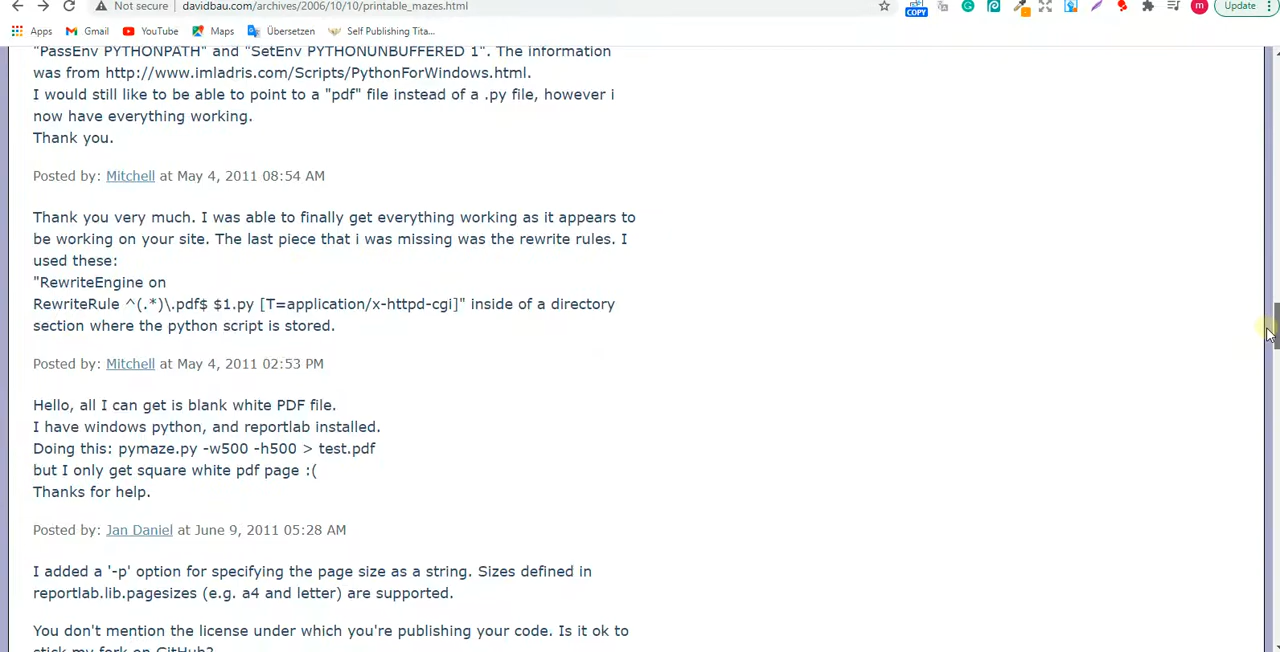 Not secure davidbau.com/archives/2006/10/10/printable_mazes.html
COPY
m
Update
Apps Gmail YouTube Maps Übersetzen Self Publishing Tita...
"PassEnv PYTHONPATH" and "SetEnv PYTHONUNBUFFERED 1". The information
was from http://www.imladris.com/Scripts/PythonForWindows.html.
I would still like to be able to point to a "pdf" file instead of a .py file, however i
now have everything working.
Thank you.
Posted by: Mitchell at May 4, 2011 08:54 AM
Thank you very much. I was able to finally get everything working as it appears to
be working on your site. The last piece that i was missing was the rewrite rules. I
used these:
"RewriteEngine on
RewriteRule ^(.*)\.pdf$ $1.py [T=application/x-httpd-cgi]" inside of a directory
section where the python script is stored.
Posted by: Mitchell at May 4, 2011 02:53 PM
Hello, all I can get is blank white PDF file.
I have windows python, and reportlab installed.
Doing this: pymaze.py -w500 -h500 > test.pdf
but I only get square white pdf page :(
Thanks for help.
Posted by: Jan Daniel at June 9, 2011 05:28 AM
I added a '-p' option for specifying the page size as a string. Sizes defined in
reportlab.lib.pagesizes (e.g. a4 and letter) are supported.
You don't mention the license under which you're publishing your code. Is it ok to
stick my fork on GitHub?